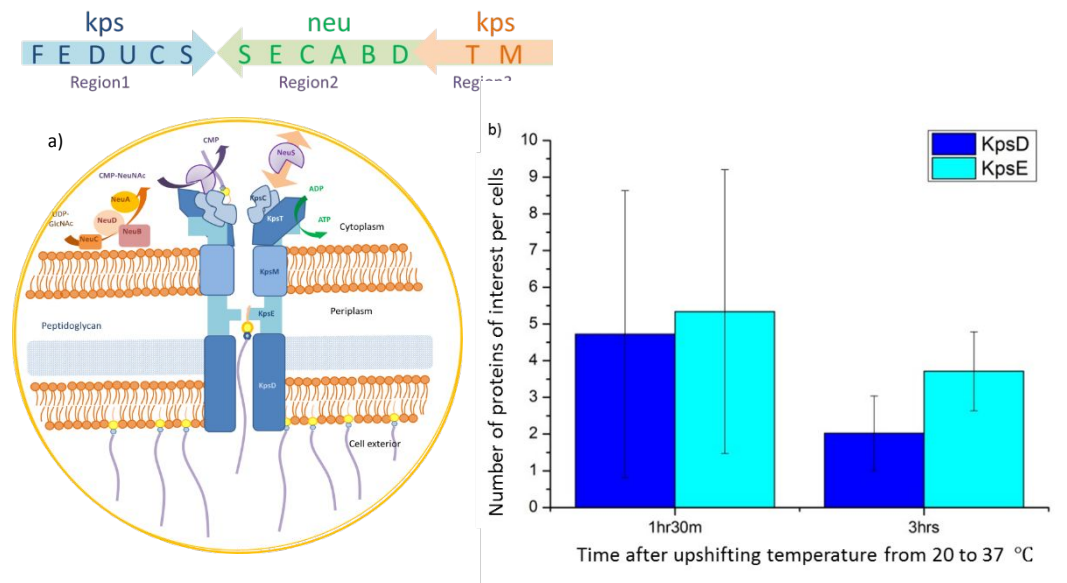 kps neu kps
F E D U C S S E C A B D T M
Region1 Region2
a)
CMP
NeuS
CMP-NeuNAc
NeuA
KpsC
ADP
UDP-
GlcNAc
NeuD
NeuB
NeuC
KpsT
ATP
Cytoplasm
KpsM
KpsE
Periplasm
Peptidoglycan
KpsD
Cell exterior
b)
Number of proteins of interest per cells
10
9
8
7
6
5
4
3
2
1
0
KpsD
KpsE
1hr30m 3hrs
Time after upshifting temperature from 20 to 37 °C